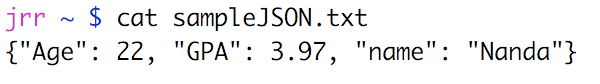 jrr ~ $ cat sampleJSON.txt
{"Age": 22, "GPA": 3.97, "name": "Nanda"}